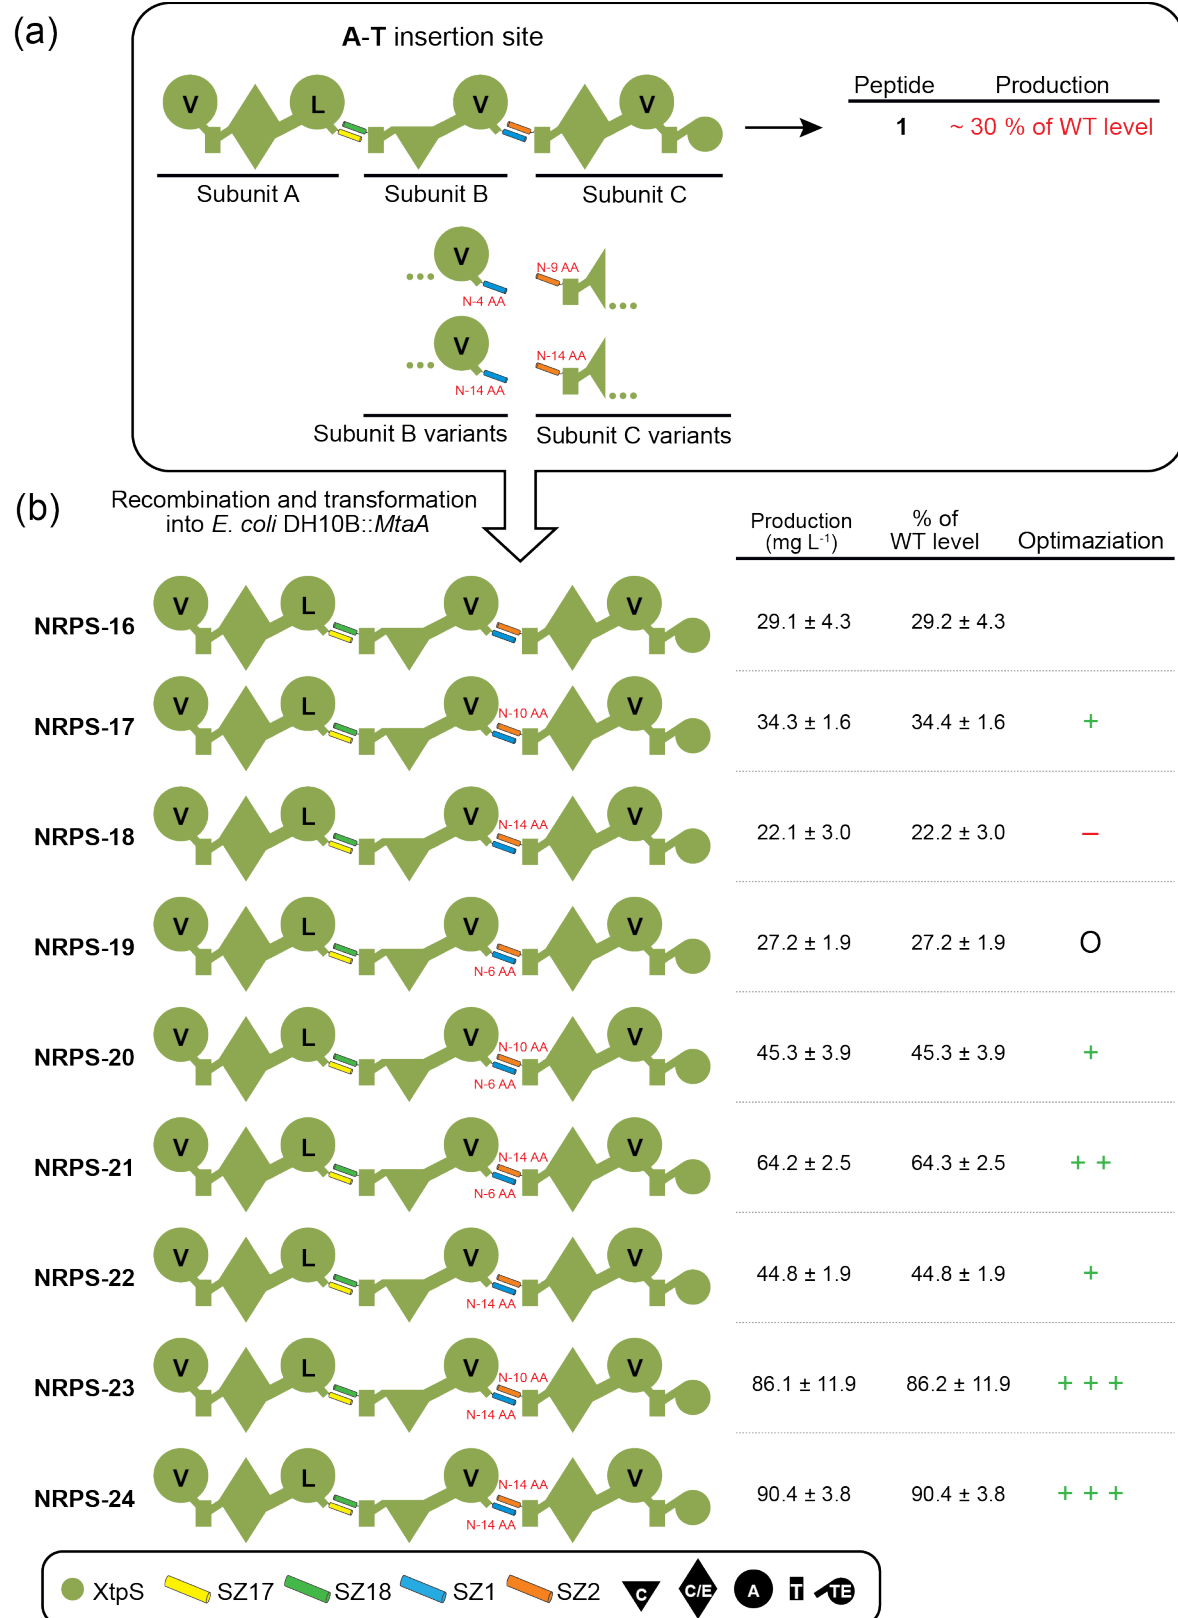 (a)
A-T insertion site
V L V V
Peptide Production
1 ~ 30 % of WT level
Subunit A Subunit B Subunit C
V N-9 AA
N-4 AA
V N-14 AA
N-14 AA
Subunit B variants Subunit C variants
(b)
Recombination and transformation
into E. coli DH10B::MtaA
Production
(mg L⁻¹)
% of
WT level
Optimaziation
V L V V
NRPS-16 29.1 ± 4.3 29.2 ± 4.3
V L V V
N-10 AA
NRPS-17 34.3 ± 1.6 34.4 ± 1.6 +
V L V V
N-14 AA
NRPS-18 22.1 ± 3.0 22.2 ± 3.0 –
V L V V
NRPS-19 27.2 ± 1.9 27.2 ± 1.9 O
N-6 AA
V L V V
N-10 AA
NRPS-20 45.3 ± 3.9 45.3 ± 3.9 +
N-6 AA
V L V V
N-14 AA
NRPS-21 64.2 ± 2.5 64.3 ± 2.5 + +
N-6 AA
V L V V
NRPS-22 44.8 ± 1.9 44.8 ± 1.9 +
N-14 AA
V L V V
N-10 AA
NRPS-23 86.1 ± 11.9 86.2 ± 11.9 + + +
N-14 AA
V L V V
N-14 AA
NRPS-24 90.4 ± 3.8 90.4 ± 3.8 + + +
N-14 AA
XtpS SZ17 SZ18 SZ1 SZ2 C C/E A T TE